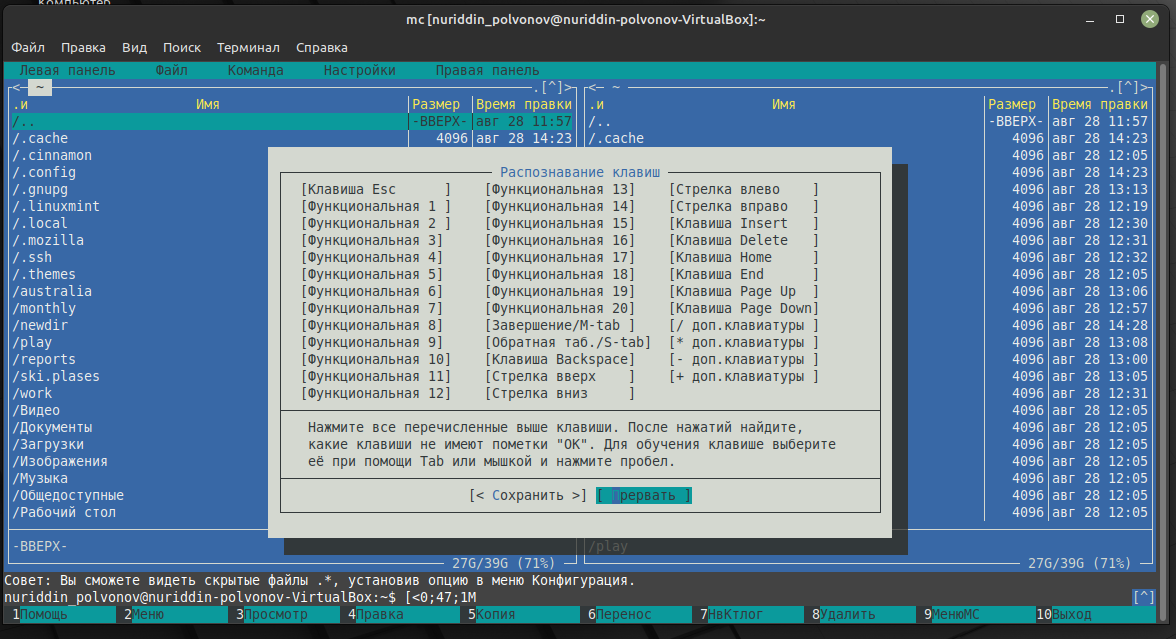 Компьютер
mc [nuriddin_polvonov@nuriddin-polvonov-VirtualBox]:~
Файл Правка Вид Поиск Терминал Справка
Левая панель Файл Команда Настройки Правая панель
<─ ~ .[^]> <─ ~ .[^]>
.и Имя Размер Время правки .и Имя Размер Время правки
/.. -ВВЕРХ- авг 28 11:57 /.. -ВВЕРХ- авг 28 11:57
/.cache 4096 авг 28 14:23 /.cache 4096 авг 28 14:23
/.cinnamon 4096 авг 28 12:05
/.config Распознавание клавиш 4096 авг 28 14:23
/.gnupg [Клавиша Esc ] [Функциональная 13] [Стрелка влево ] 4096 авг 28 13:13
/.linuxmint [Функциональная 1 ] [Функциональная 14] [Стрелка вправо ] 4096 авг 28 12:19
/.local [Функциональная 2 ] [Функциональная 15] [Клавиша Insert ] 4096 авг 28 12:30
/.mozilla [Функциональная 3] [Функциональная 16] [Клавиша Delete ] 4096 авг 28 12:31
/.ssh [Функциональная 4] [Функциональная 17] [Клавиша Home ] 4096 авг 28 12:32
/.themes [Функциональная 5] [Функциональная 18] [Клавиша End ] 4096 авг 28 12:05
/australia [Функциональная 6] [Функциональная 19] [Клавиша Page Up ] 4096 авг 28 13:06
/monthly [Функциональная 7] [Функциональная 20] [Клавиша Page Down] 4096 авг 28 12:57
/newdir [Функциональная 8] [Завершение/M-tab ] [/ доп.клавиатуры ] 4096 авг 28 14:28
/play [Функциональная 9] [Обратная таб./S-tab] [* доп.клавиатуры ] 4096 авг 28 13:08
/reports [Функциональная 10] [Клавиша Backspace] [- доп.клавиатуры ] 4096 авг 28 13:00
/ski.plases [Функциональная 11] [Стрелка вверх ] [+ доп.клавиатуры ] 4096 авг 28 13:05
/work [Функциональная 12] [Стрелка вниз ] 4096 авг 28 12:31
/Видео 4096 авг 28 12:05
/Документы Нажмите все перечисленные выше клавиши. После нажатий найдите, 4096 авг 28 12:05
/Загрузки какие клавиши не имеют пометки "OK". Для обучения клавише выберите 4096 авг 28 12:05
/Изображения её при помощи Tab или мышкой и нажмите пробел. 4096 авг 28 12:05
/Музыка 4096 авг 28 12:05
/Общедоступные [< Сохранить >] [ Прервать ] 4096 авг 28 12:05
/Рабочий стол 4096 авг 28 12:05
-ВВЕРХ- /play
27G/39G (71%) 27G/39G (71%)
Совет: Вы сможете видеть скрытые файлы .*, установив опцию в меню Конфигурация.
nuriddin_polvonov@nuriddin-polvonov-VirtualBox:~$ [<0;47;1M [^]
1Помощь 2Меню 3Просмотр 4Правка 5Копия 6Перенос 7НвКтлог 8Удалить 9МенюМС 10Выход